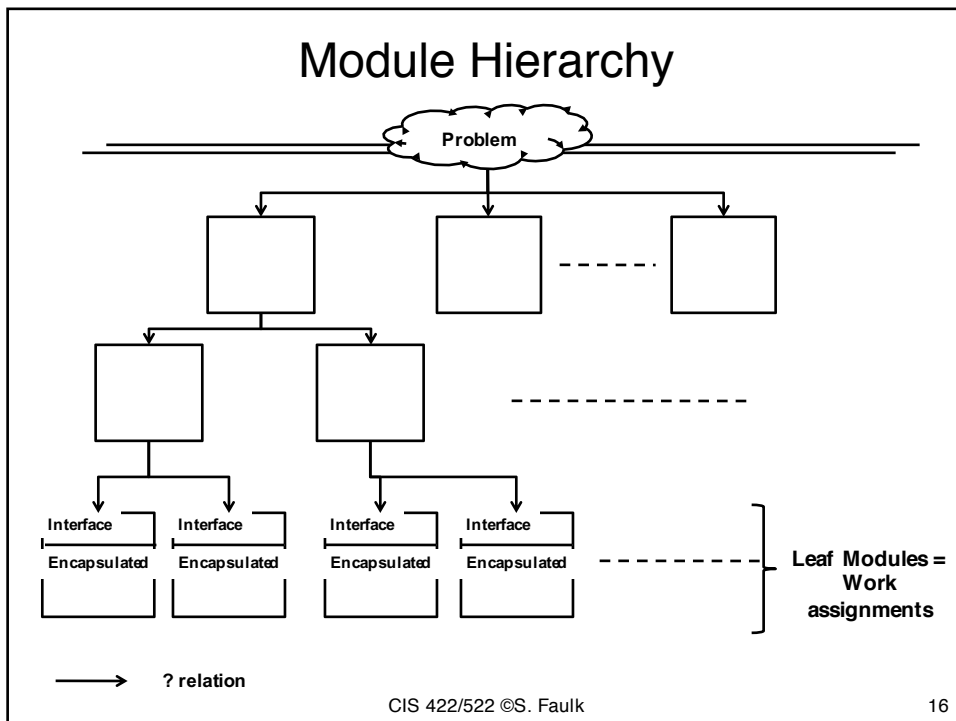 Module Hierarchy
Problem
Interface Interface Interface Interface
Encapsulated Encapsulated Encapsulated Encapsulated
Leaf Modules =
Work
assignments
? relation
CIS 422/522 ©S. Faulk 16